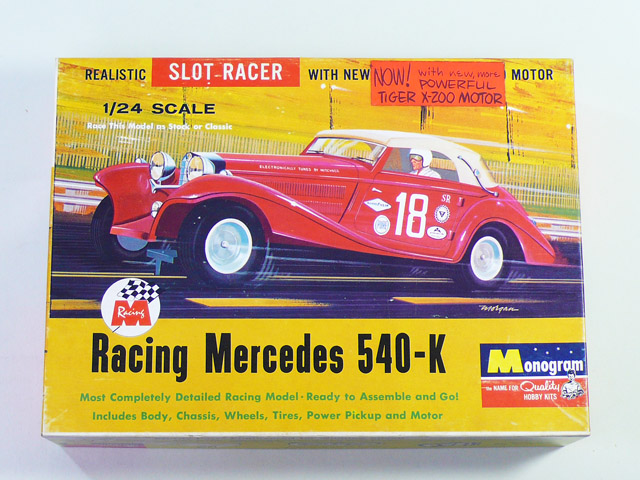 REALISTIC SLOT-RACER WITH NEW MOTOR
NOW! with new, more
POWERFUL
TIGER X-200 MOTOR
1/24 SCALE
Race This Model as Stock or Classic
ELECTRONICALLY TUNED BY MITCHELL
18
SR
Morgan
Racing
M
Racing Mercedes 540-K
Monogram
the NAME FOR Quality
HOBBY KITS
Most Completely Detailed Racing Model · Ready to Assemble and Go!
Includes Body, Chassis, Wheels, Tires, Power Pickup and Motor